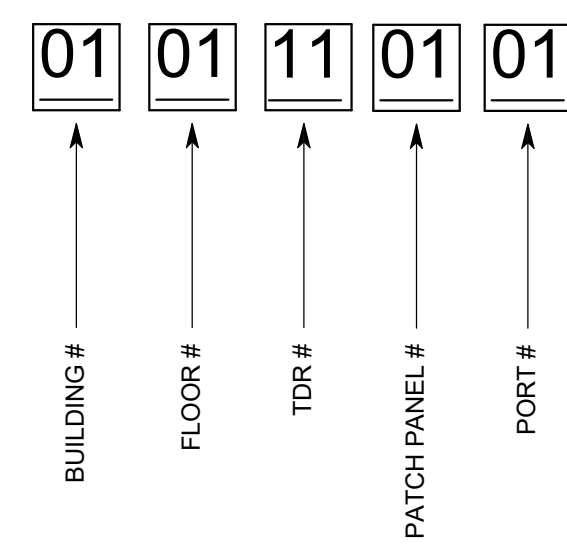 01 01 11 01 01
BUILDING #
FLOOR #
TDR #
PATCH PANEL #
PORT #